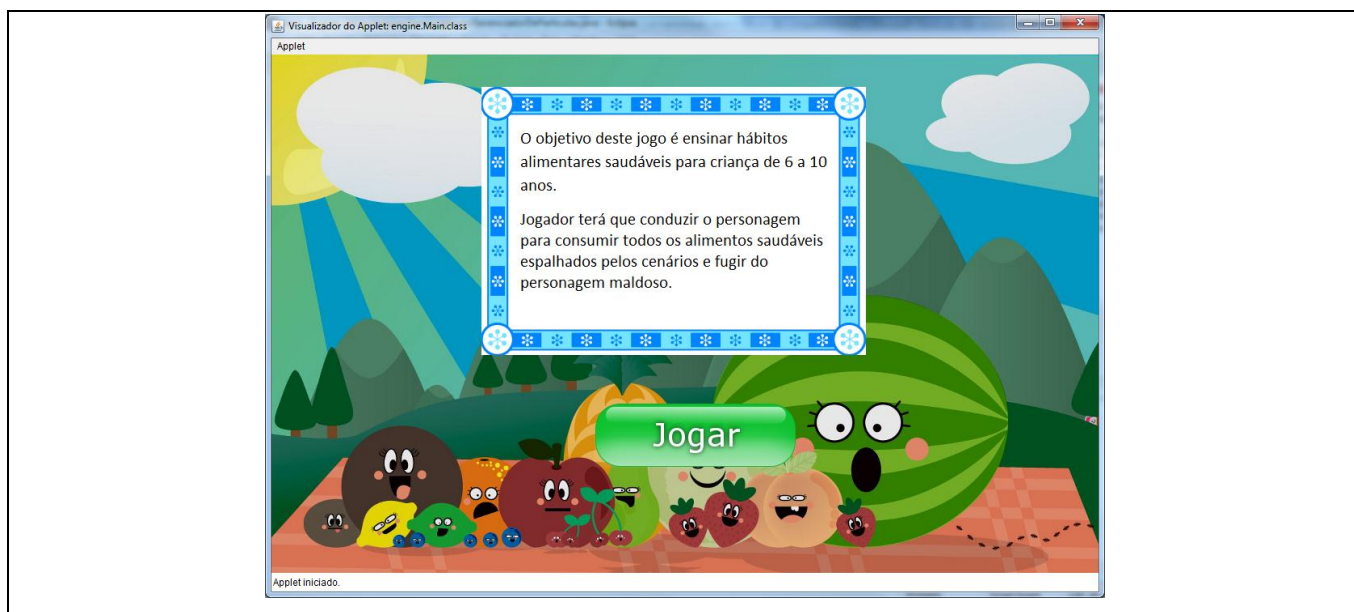 Visualizador do Applet: engine.Main.class
Applet
O objetivo deste jogo é ensinar hábitos
alimentares saudáveis para criança de 6 a 10
anos.
Jogador terá que conduzir o personagem
para consumir todos os alimentos saudáveis
espalhados pelos cenários e fugir do
personagem maldoso.
Jogar
Applet iniciado.